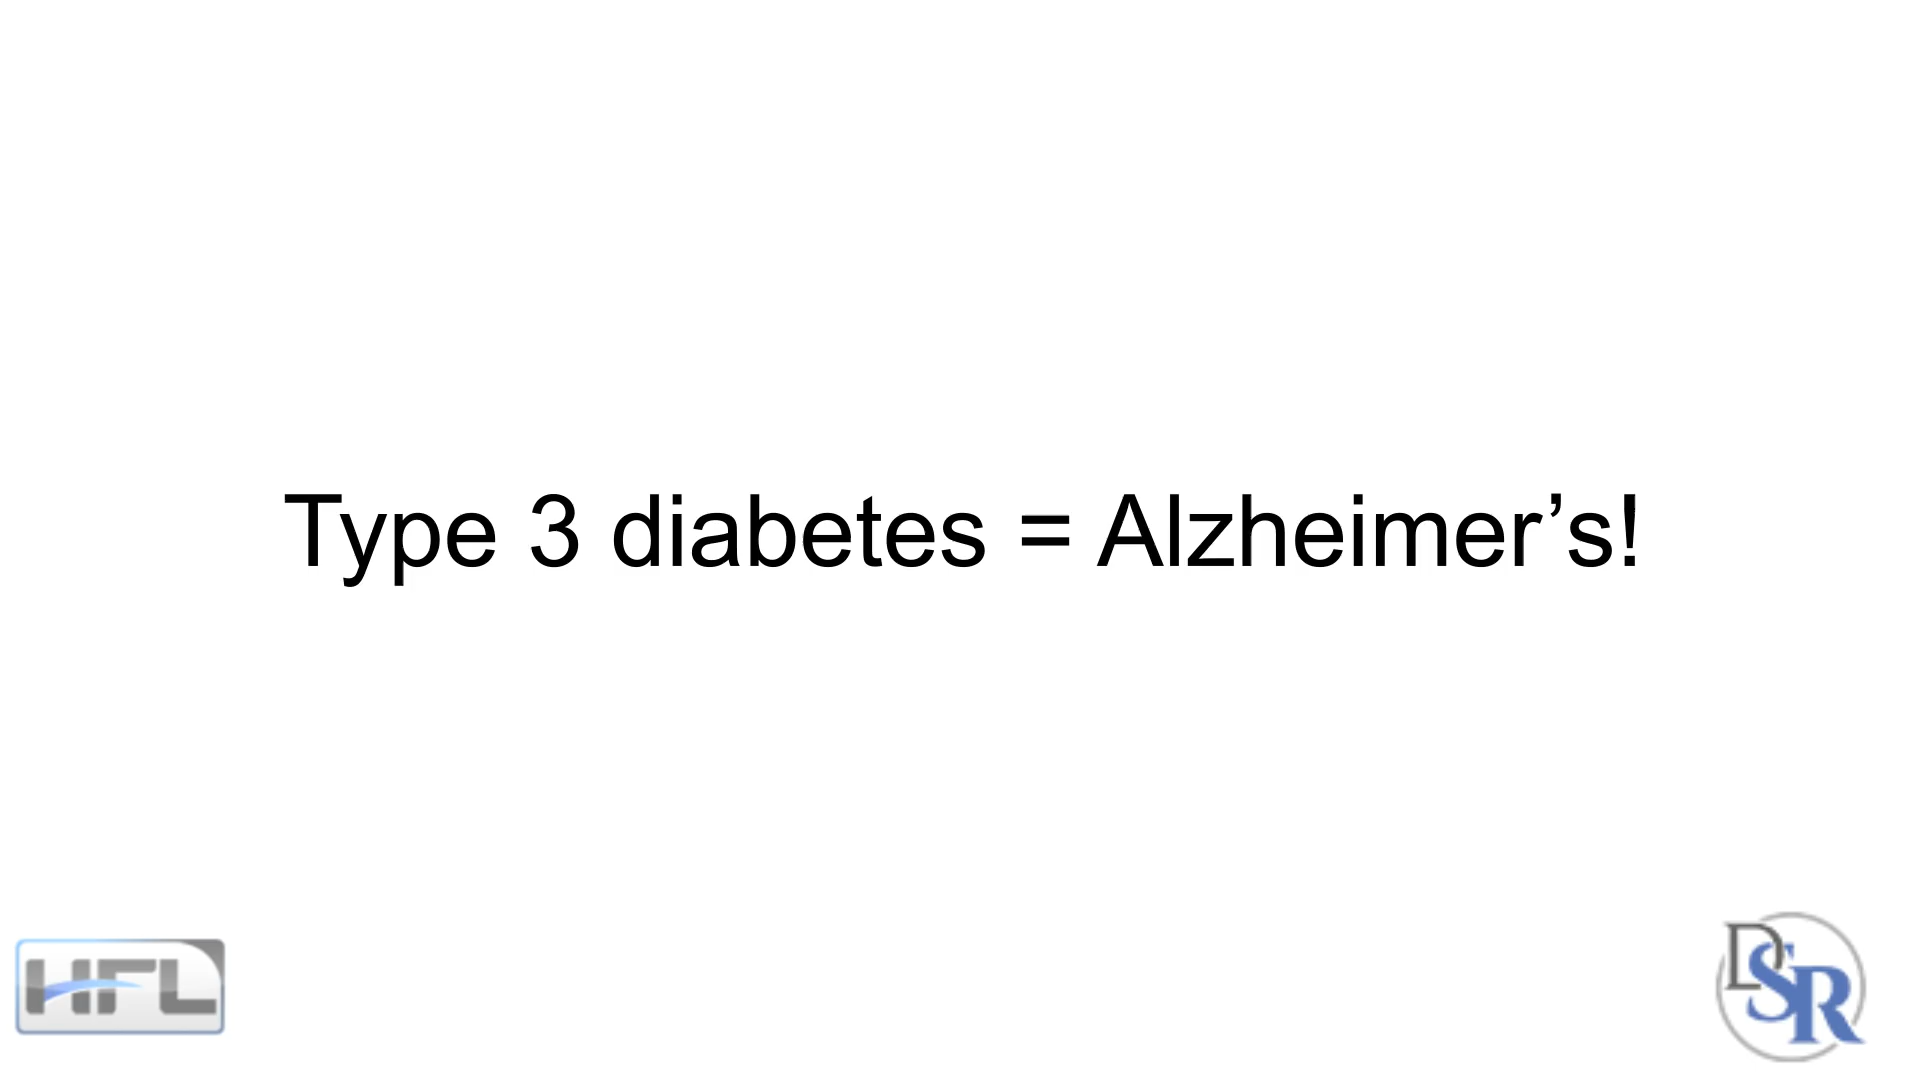 Type 3 diabetes = Alzheimer’s!
HFL
DSR